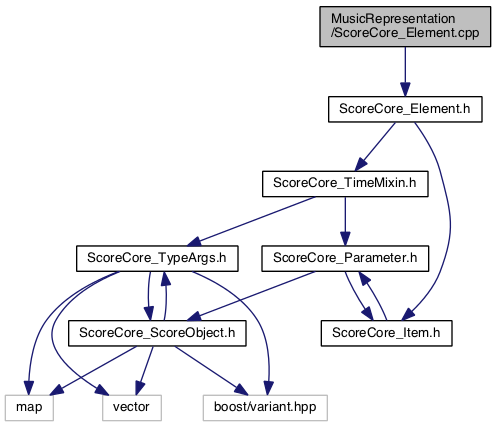 MusicRepresentation
/ScoreCore_Element.cpp
ScoreCore_Element.h
ScoreCore_TimeMixin.h
ScoreCore_TypeArgs.h
ScoreCore_Parameter.h
ScoreCore_ScoreObject.h
ScoreCore_Item.h
map
vector
boost/variant.hpp